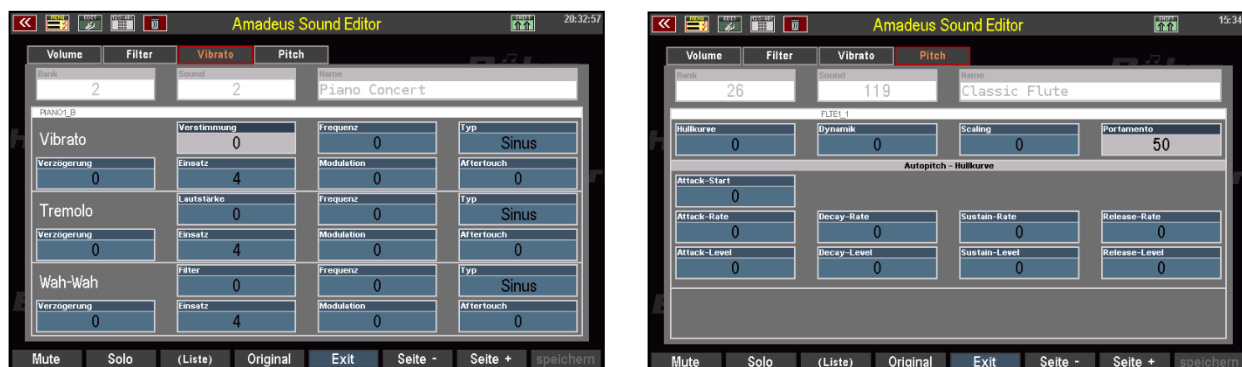 Amadeus Sound Editor 20:32:57
Volume Filter Vibrato Pitch
Bank Sound Name
2 2 Piano Concert
PIANO1_B
Vibrato Verstimmung 0 Frequenz 0 Typ Sinus
Verzögerung 0 Einsatz 4 Modulation 0 Aftertouch 0
Tremolo Lautstärke 0 Frequenz 0 Typ Sinus
Verzögerung 0 Einsatz 4 Modulation 0 Aftertouch 0
Wah-Wah Filter 0 Frequenz 0 Typ Sinus
Verzögerung 0 Einsatz 4 Modulation 0 Aftertouch 0
Mute Solo (Liste) Original Exit Seite - Seite + speichern
Amadeus Sound Editor 15:34
Volume Filter Vibrato Pitch
Bank Sound Name
26 119 Classic Flute
FLTE1_1
Hüllkurve 0 Dynamik 0 Scaling 0 Portamento 50
Autopitch - Hüllkurve
Attack-Start 0
Attack-Rate 0 Decay-Rate 0 Sustain-Rate 0 Release-Rate 0
Attack-Level 0 Decay-Level 0 Sustain-Level 0 Release-Level 0
Mute Solo (Liste) Original Exit Seite - Seite + speichern